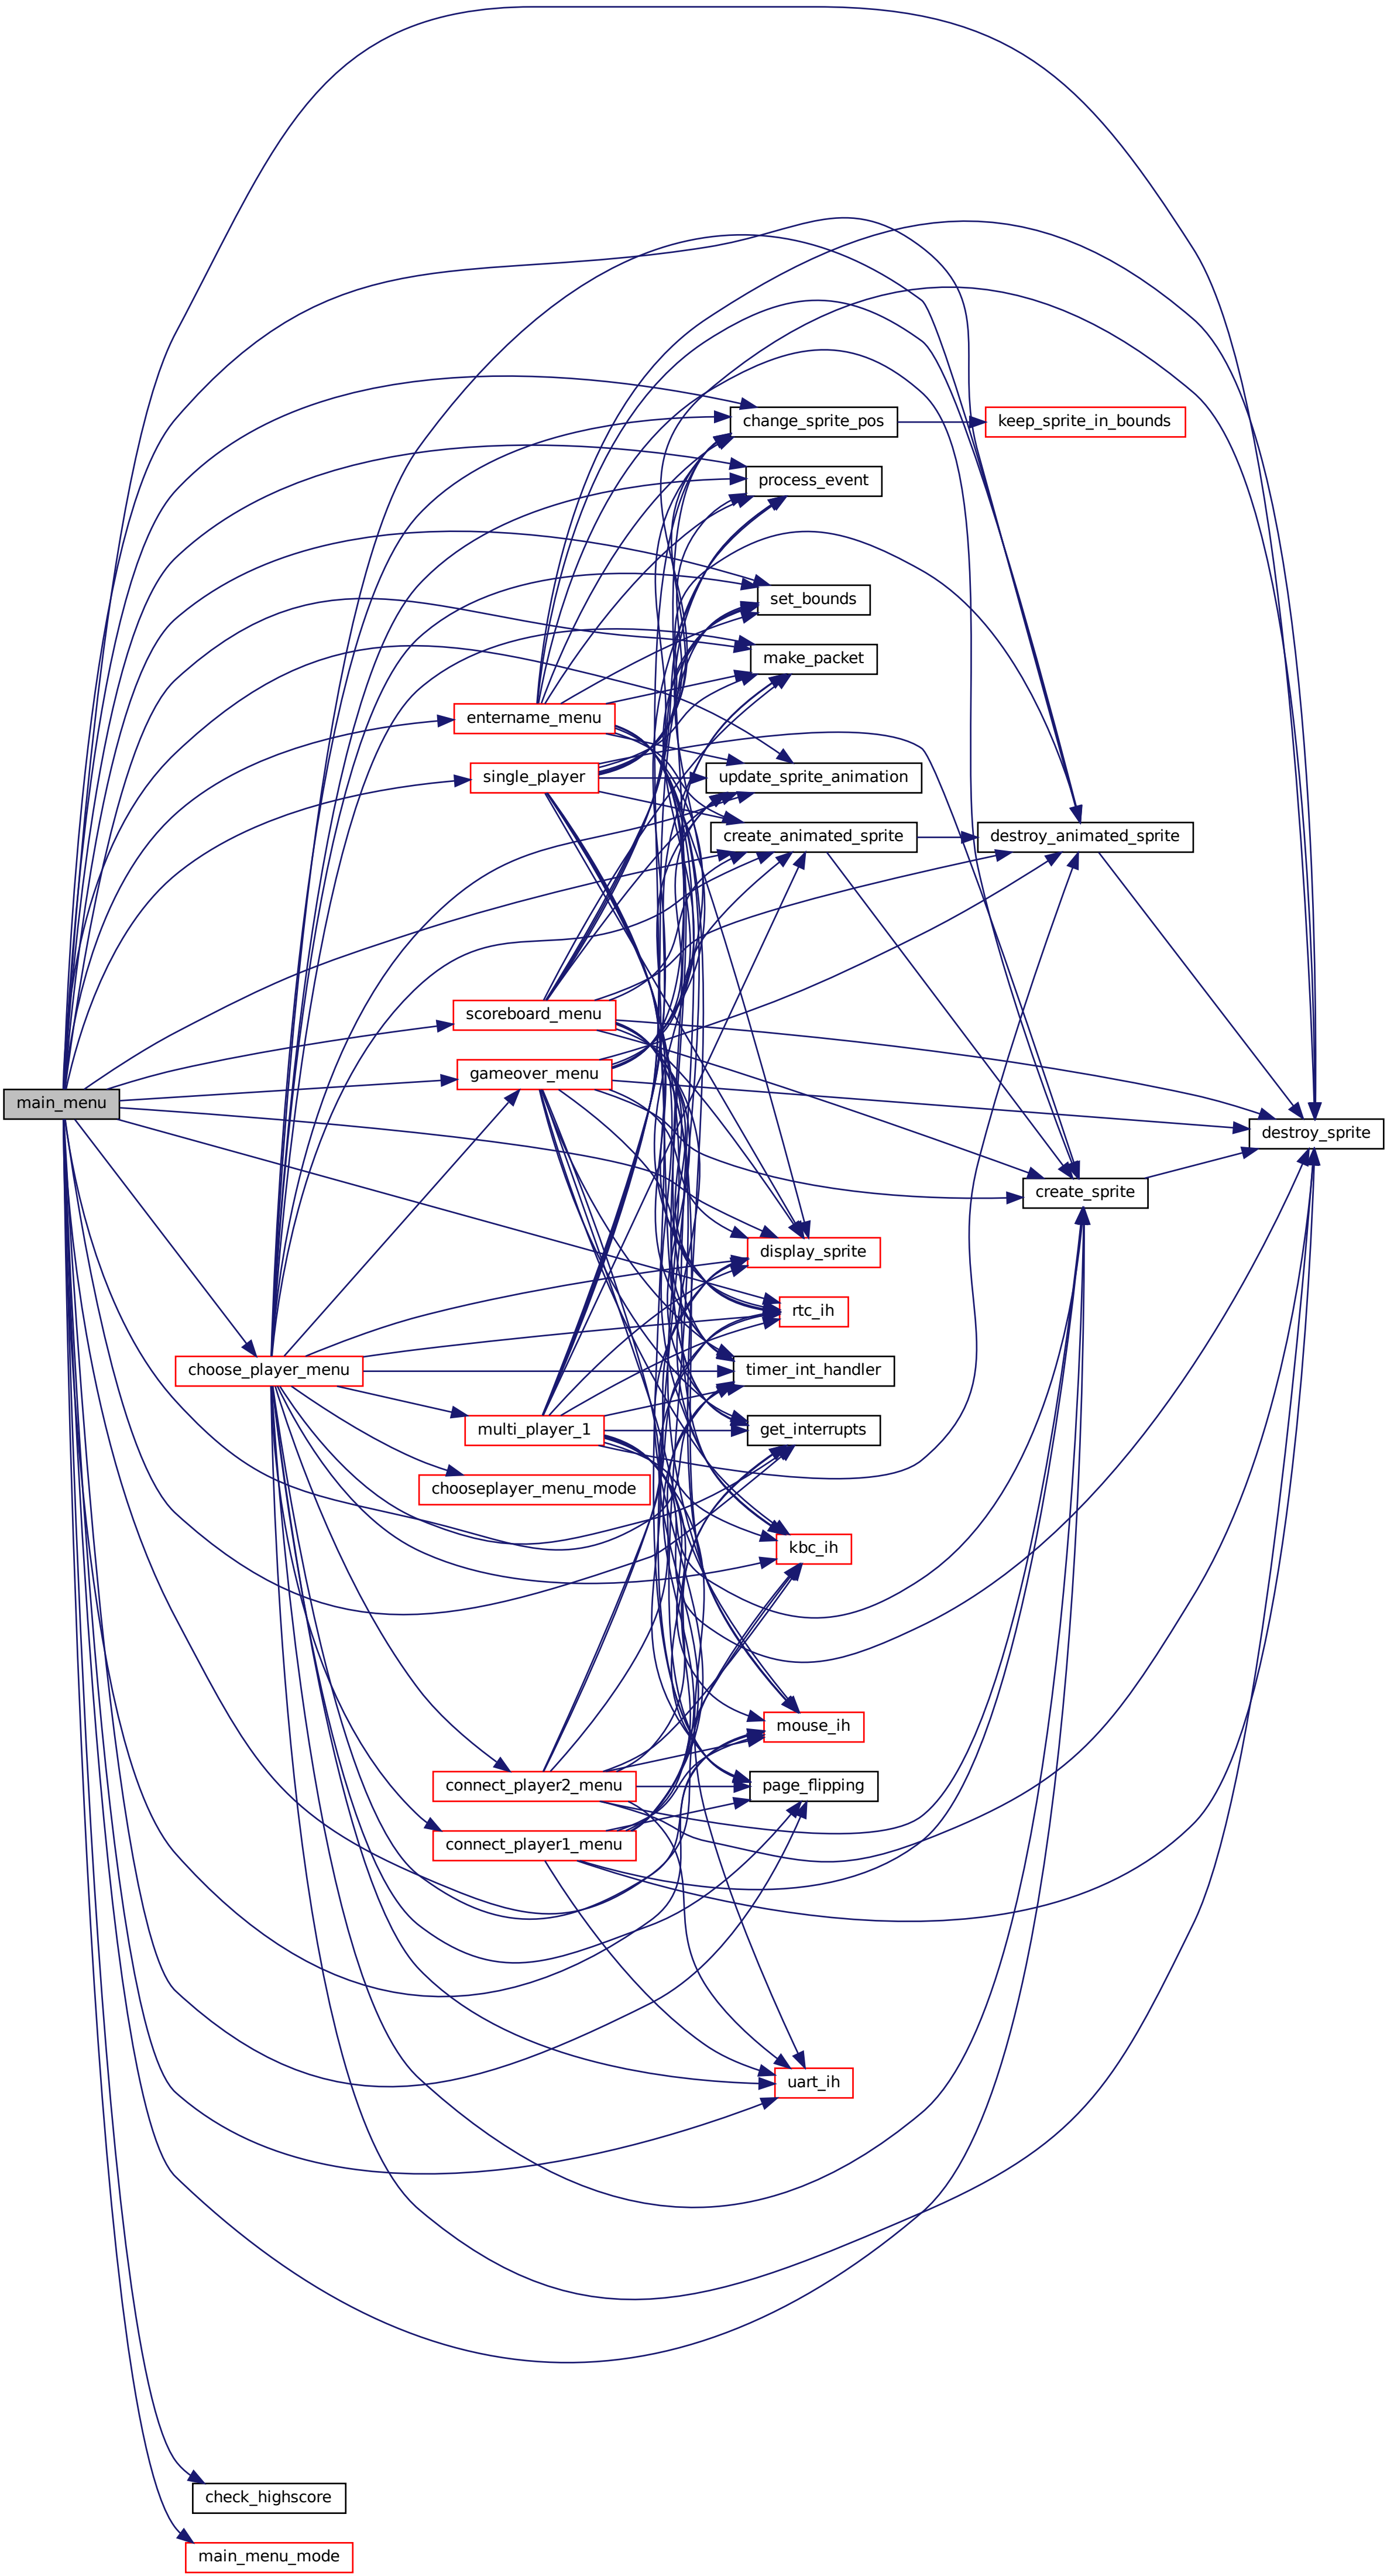 change_sprite_pos
keep_sprite_in_bounds
process_event
set_bounds
make_packet
entername_menu
single_player
update_sprite_animation
create_animated_sprite
destroy_animated_sprite
scoreboard_menu
gameover_menu
main_menu
destroy_sprite
create_sprite
display_sprite
rtc_ih
choose_player_menu
timer_int_handler
multi_player_1
get_interrupts
chooseplayer_menu_mode
kbc_ih
mouse_ih
connect_player2_menu
page_flipping
connect_player1_menu
uart_ih
check_highscore
main_menu_mode